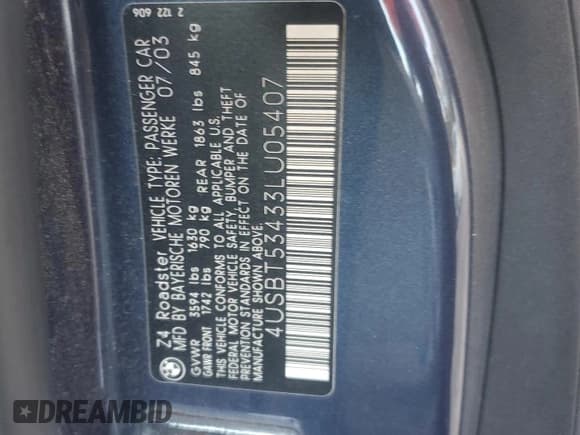 Z4 Roadster VEHICLE TYPE: PASSENGER CAR
MFD BY BAYERISCHE MOTOREN WERKE 07/03
GVWR 3594 lbs 1630 kg
GAWR FRONT 1742 lbs 790 kg REAR 1863 lbs 845 kg
THIS VEHICLE CONFORMS TO ALL APPLICABLE U.S.
FEDERAL MOTOR VEHICLE SAFETY, BUMPER AND THEFT
PREVENTION STANDARDS IN EFFECT ON THE DATE OF
MANUFACTURE SHOWN ABOVE.
4USBT53433LU05407
2 122 606
DREAMBID